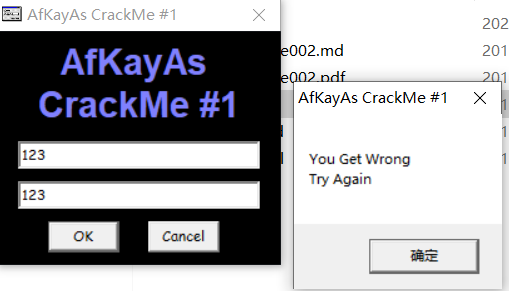 AfKayAs CrackMe #1
AfKayAs
CrackMe #1
123
123
OK
Cancel
202
e002.md
201
e002.pdf
201
AfKayAs CrackMe #1
You Get Wrong
Try Again
确定